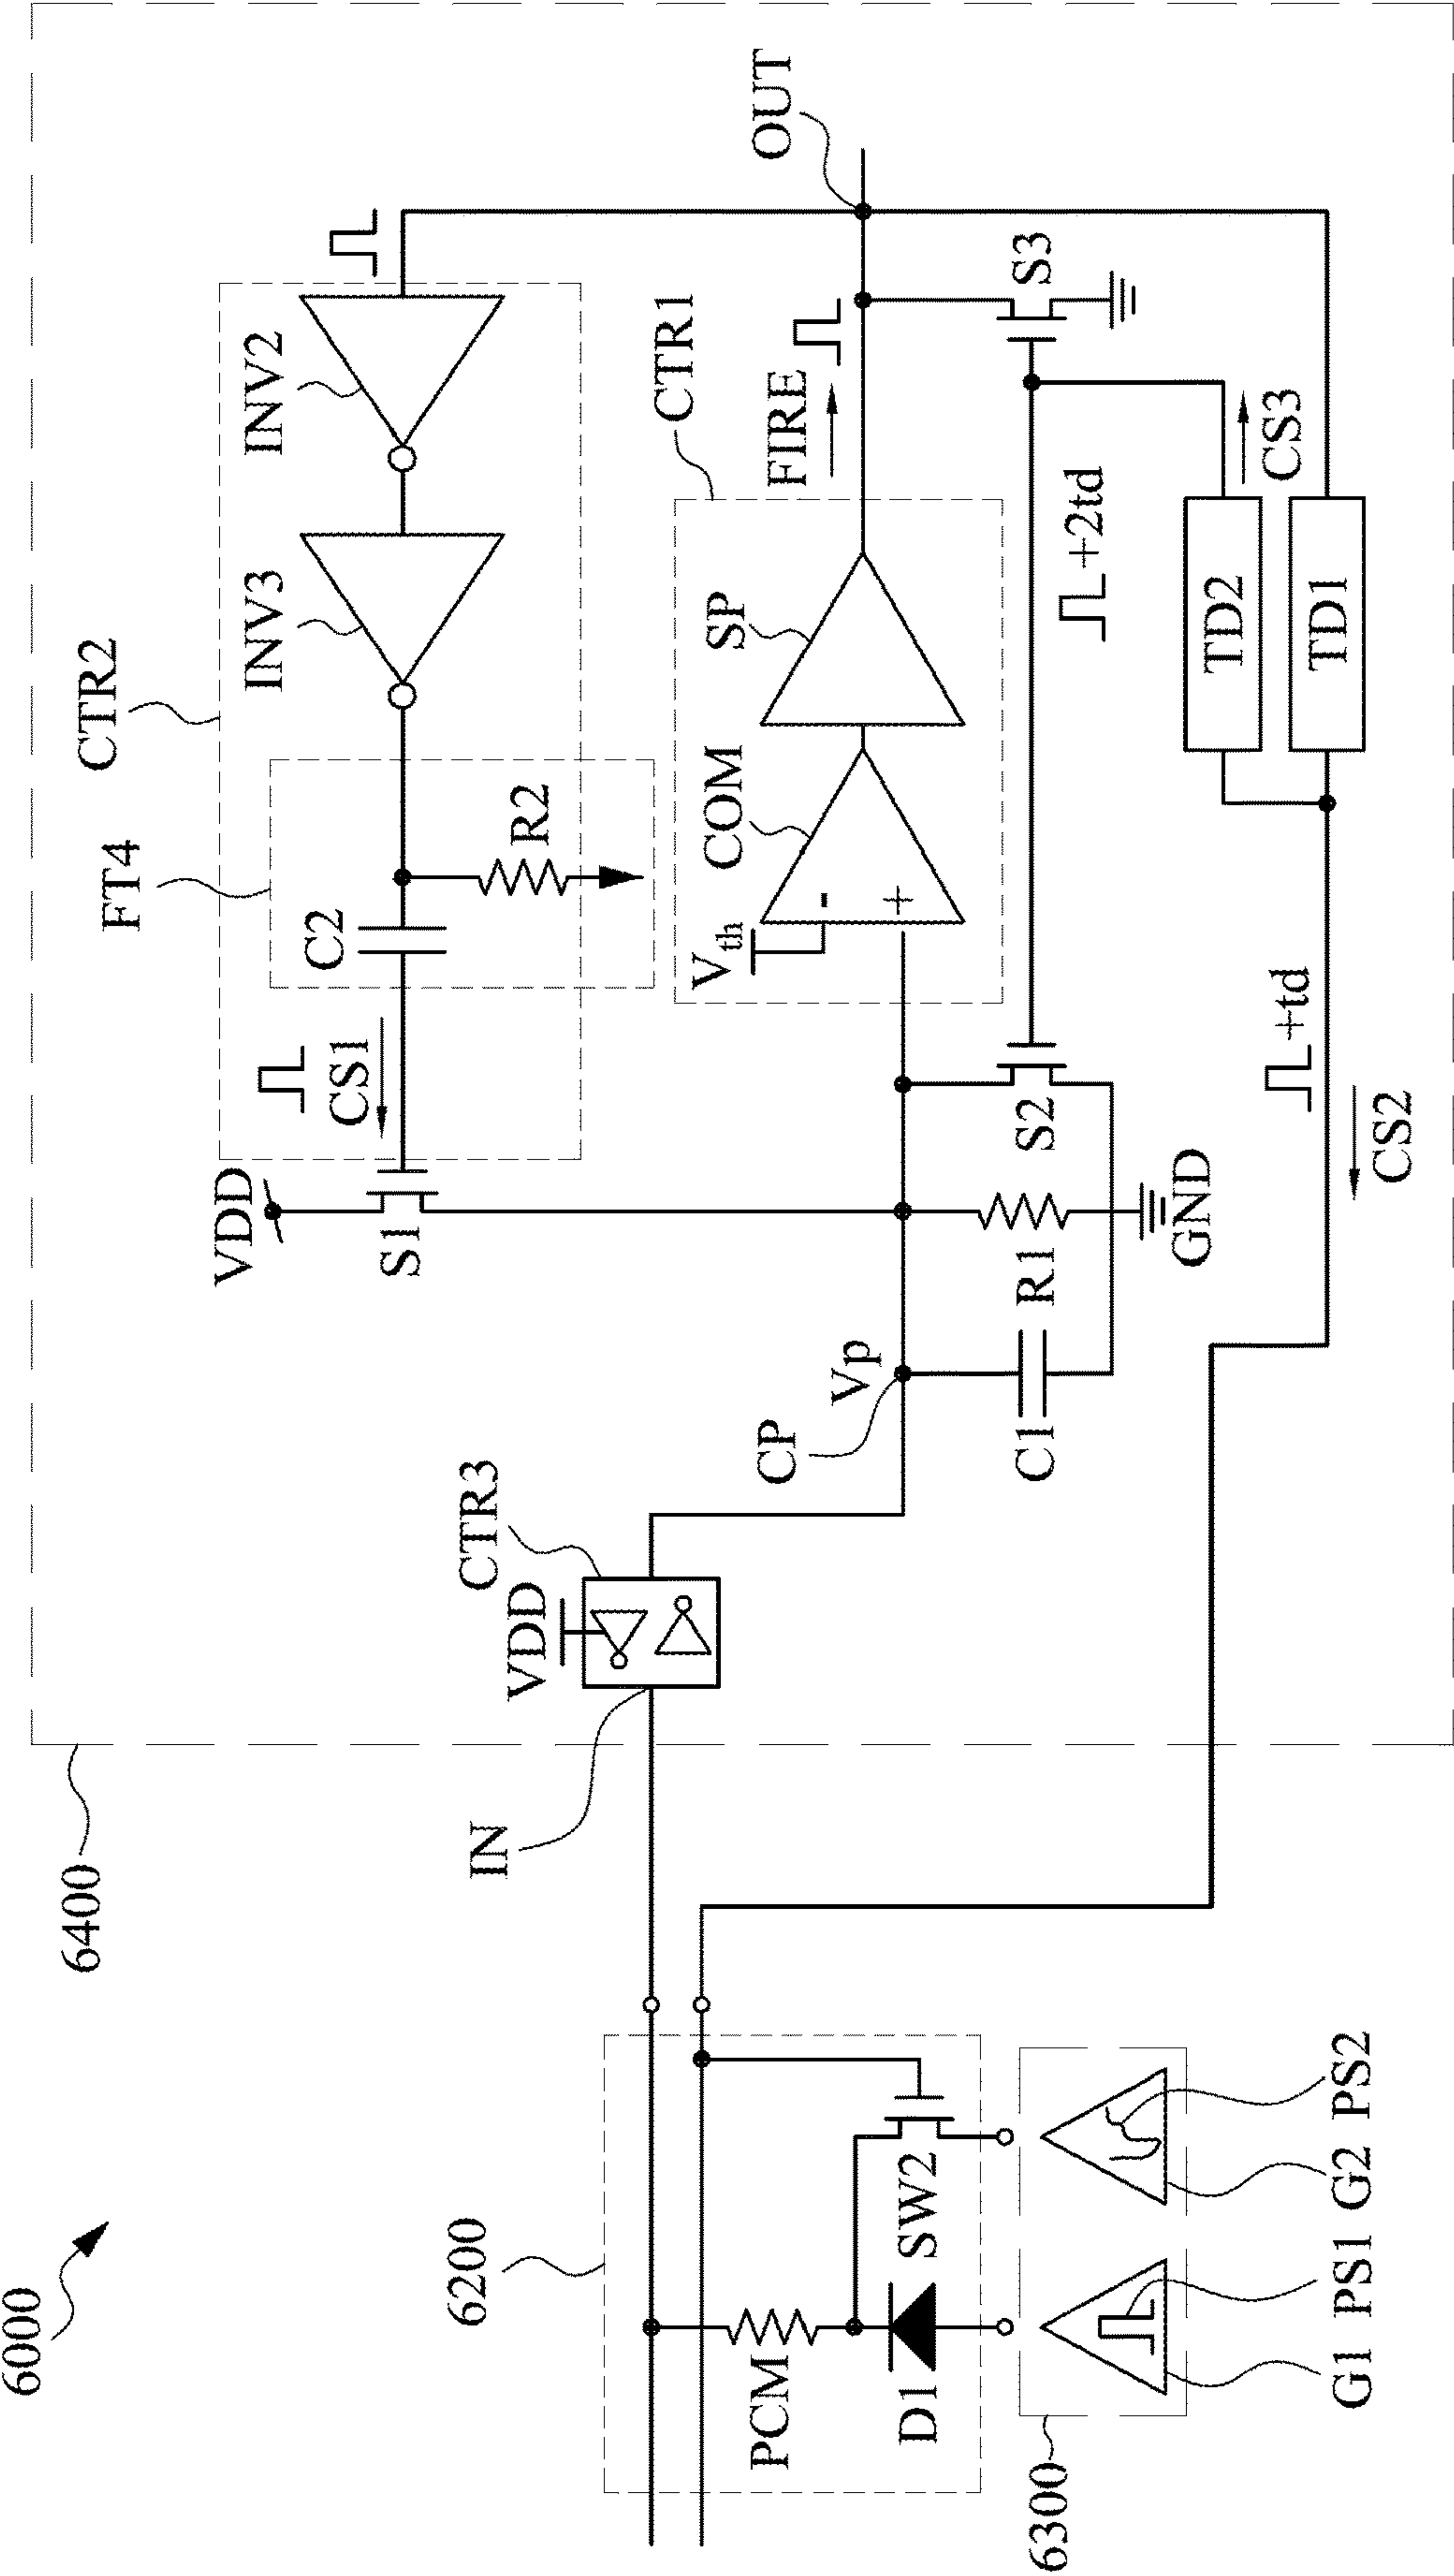 6000
6400
CTR2
FT4
INV2
INV3
R2
C2
CS1
VDD
S1
OUT
CTR1
FIRE
SP
COM
Vth
-
+
S3
+2td
CS3
TD2
TD1
+td
CS2
S2
GND
R1
C1
Vp
CP
CTR3
VDD
IN
6200
PCM
D1
SW2
6300
G1
PS1
G2
PS2